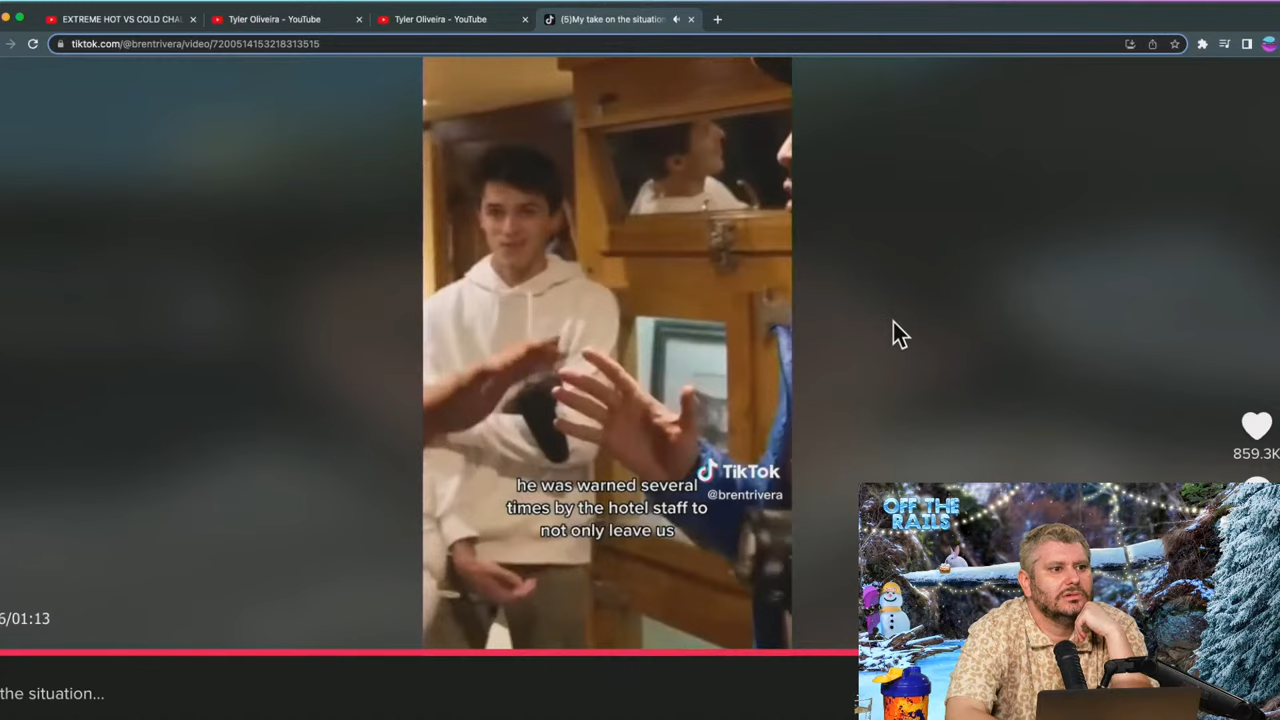 EXTREME HOT VS COLD CHA
Tyler Oliveira - YouTube
Tyler Oliveira - YouTube
(5)My take on the situation
tiktok.com/@brentrivera/video/7200514153218313515
TikTok
@brentrivera
he was warned several
times by the hotel staff to
not only leave us
859.3K
OFF THE
RAILS
6/01:13
the situation...